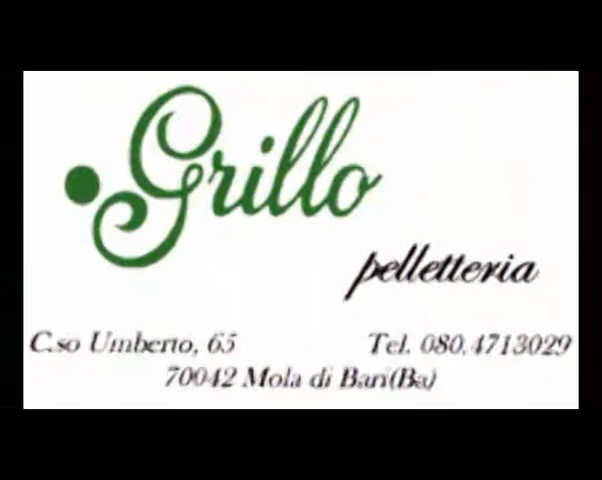 Grillo
pelletteria
C.so Umberto, 65 Tel. 080.4713029
70042 Mola di Bari(Ba)